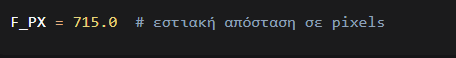 F_PX = 715.0  # εστιακή απόσταση σε pixels